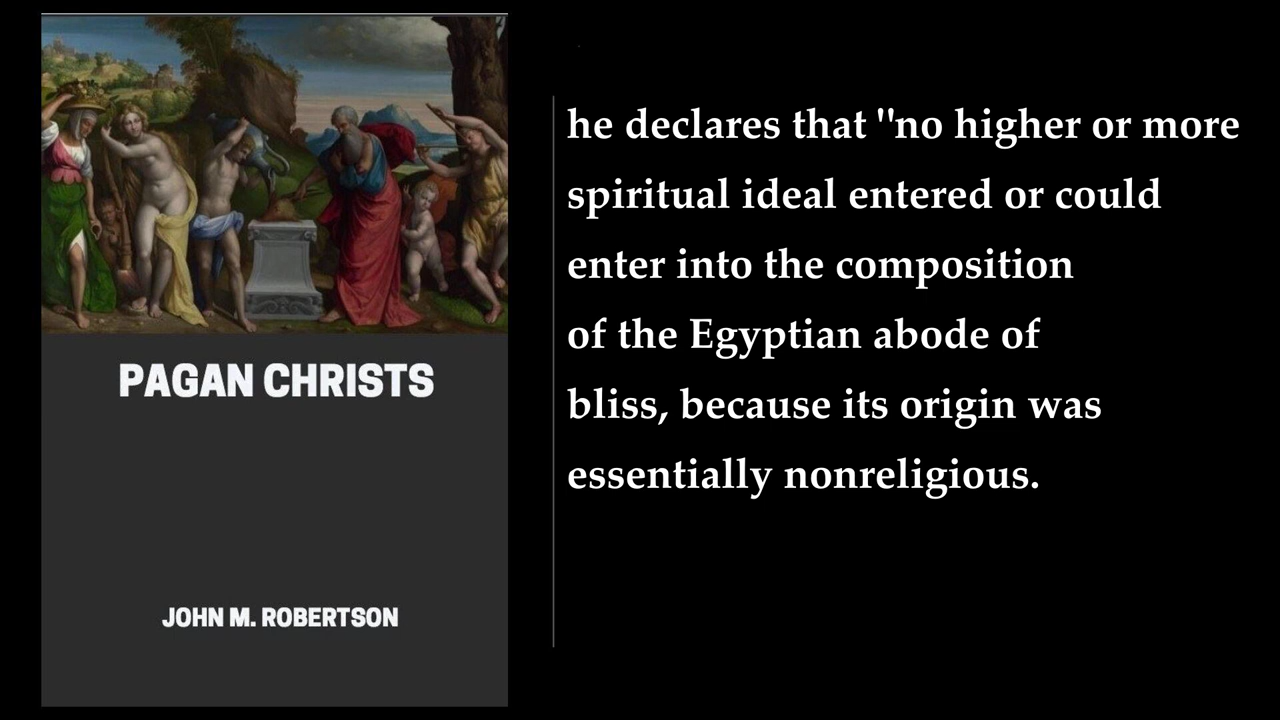 PAGAN CHRISTS
JOHN M. ROBERTSON
he declares that "no higher or more
spiritual ideal entered or could
enter into the composition
of the Egyptian abode of
bliss, because its origin was
essentially nonreligious.